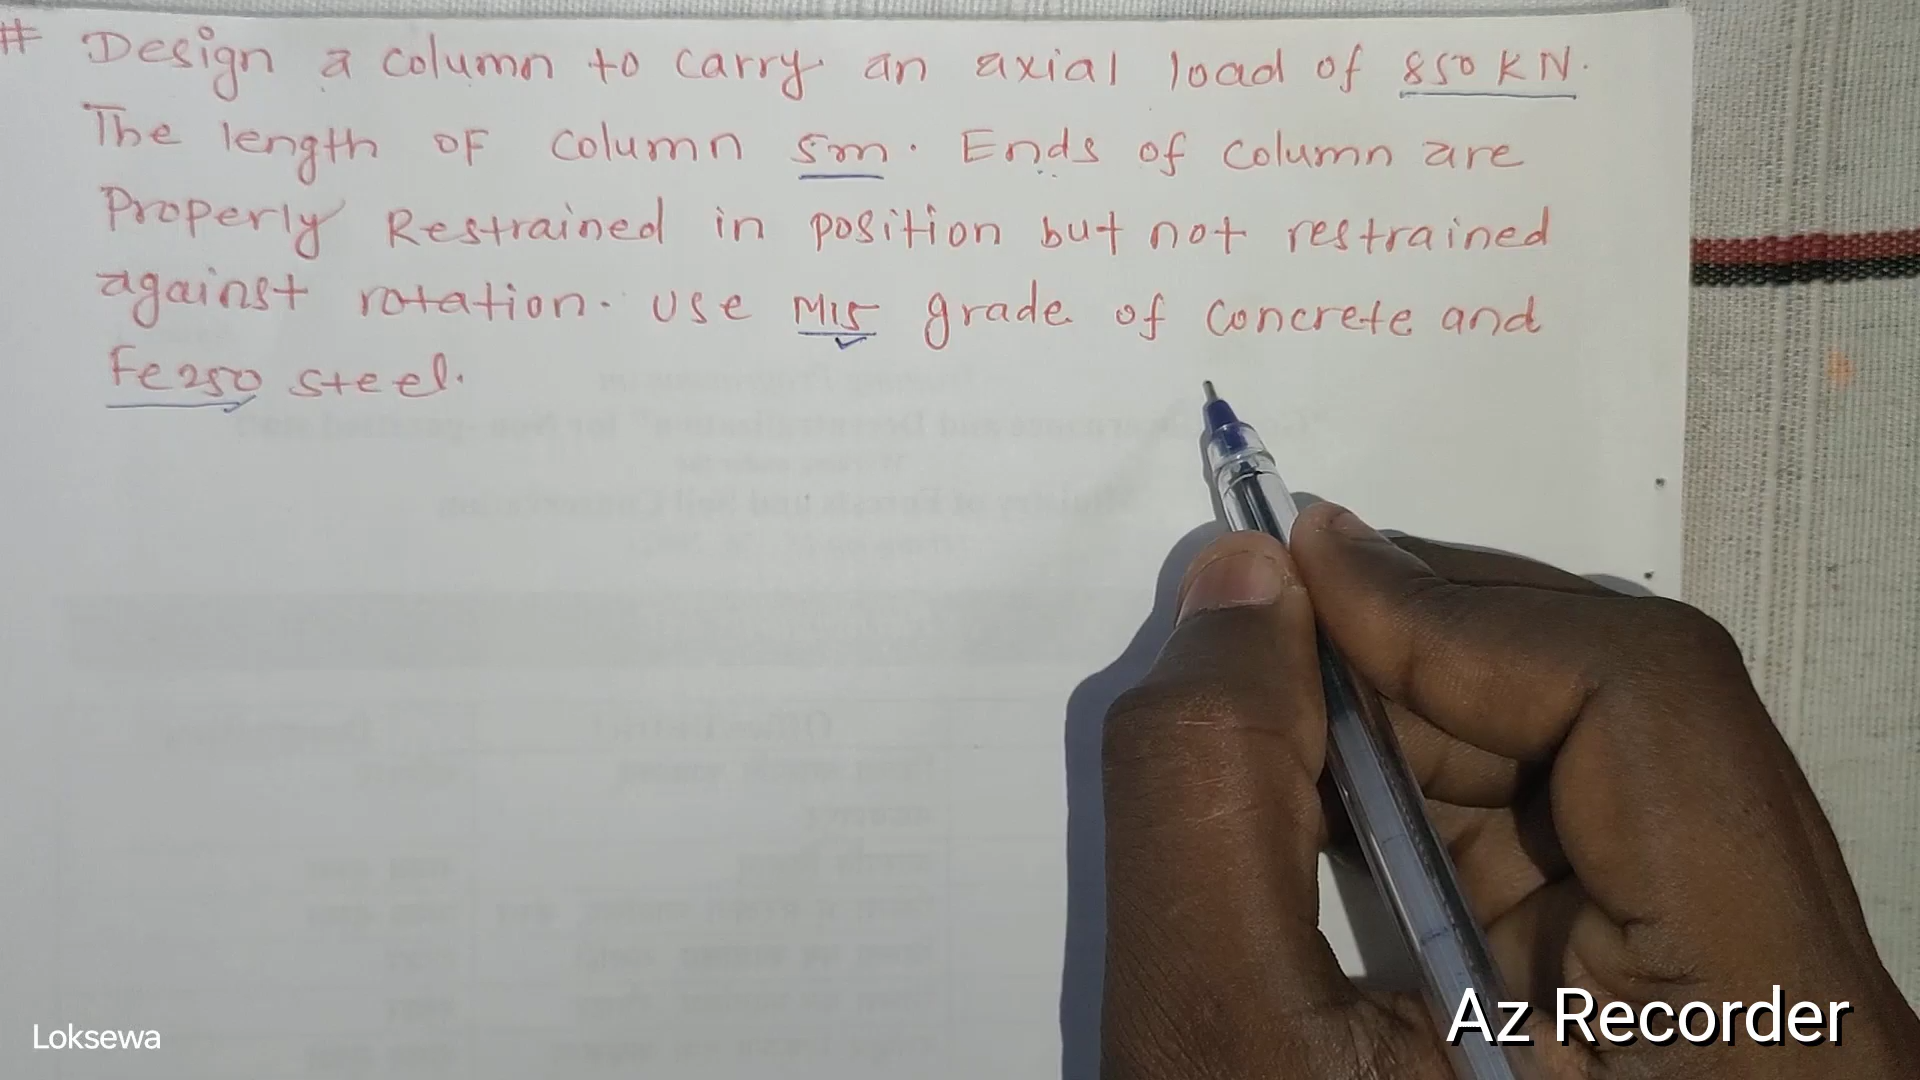 # Design a column to carry an axial load of 850 KN.
The length of column 5m. Ends of column are
Properly Restrained in position but not restrained
against rotation. use M15 grade of concrete and
Fe250 steel.
Loksewa
Az Recorder